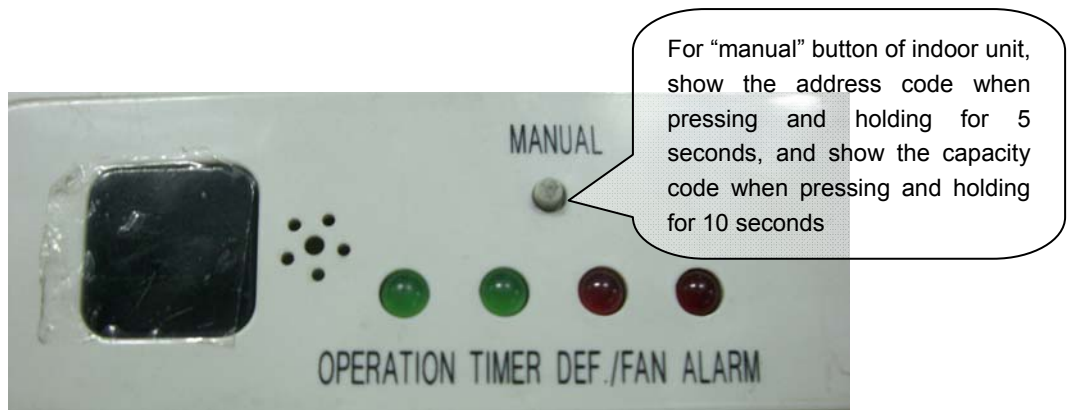 For “manual” button of indoor unit,
show the address code when
pressing and holding for 5
seconds, and show the capacity
code when pressing and holding
for 10 seconds
MANUAL
OPERATION TIMER DEF./FAN ALARM